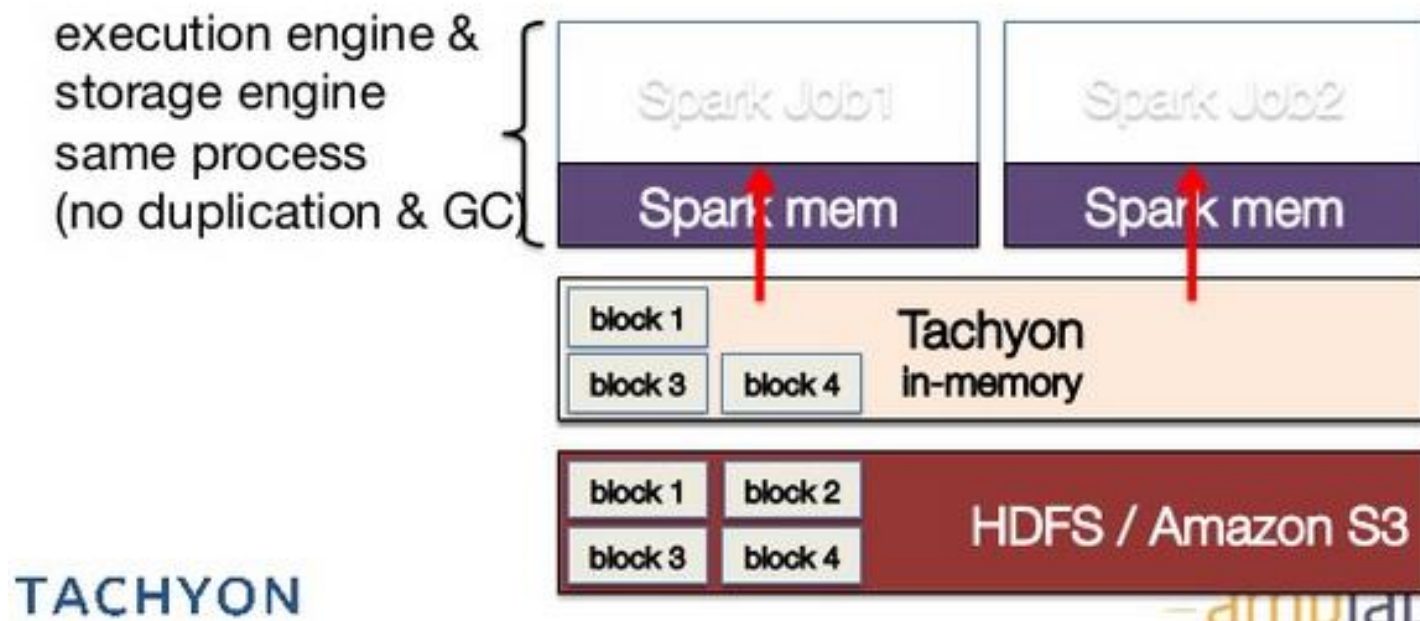 execution engine &
storage engine
same process
(no duplication & GC)
Spark Job1
Spark Job2
Spark mem
Spark mem
block 1
block 3
block 4
Tachyon
in-memory
block 1
block 2
block 3
block 4
HDFS / Amazon S3
TACHYON